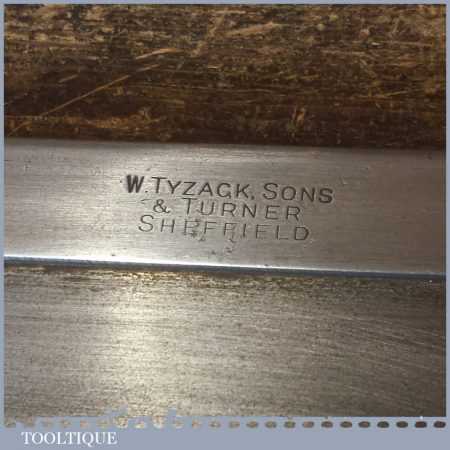 W. TYZACK, SONS
& TURNER
SHEFFIELD
TOOLTIQUE